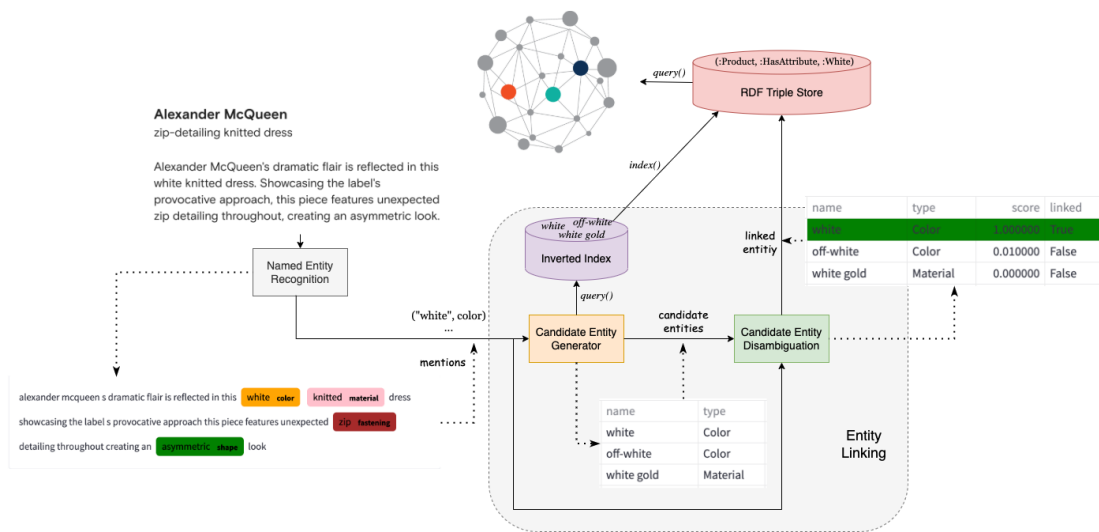 (:Product, :HasAttribute, :White)
RDF Triple Store
query()
Alexander McQueen
zip-detailing knitted dress
Alexander McQueen's dramatic flair is reflected in this
white knitted dress. Showcasing the label's
provocative approach, this piece features unexpected
zip detailing throughout, creating an asymmetric look.
index()
Named Entity
Recognition
white
off-white
white gold
Inverted Index
query()
linked
entitiy
name type score linked
white Color 1.000000 True
off-white Color 0.010000 False
white gold Material 0.000000 False
("white", color)
...
mentions
Candidate Entity
Generator
candidate
entities
Candidate Entity
Disambiguation
alexander mcqueen s dramatic flair is reflected in this white color knitted material dress
showcasing the label s provocative approach this piece features unexpected zip fastening
detailing throughout creating an asymmetric shape look
name type
white Color
off-white Color
white gold Material
Entity
Linking